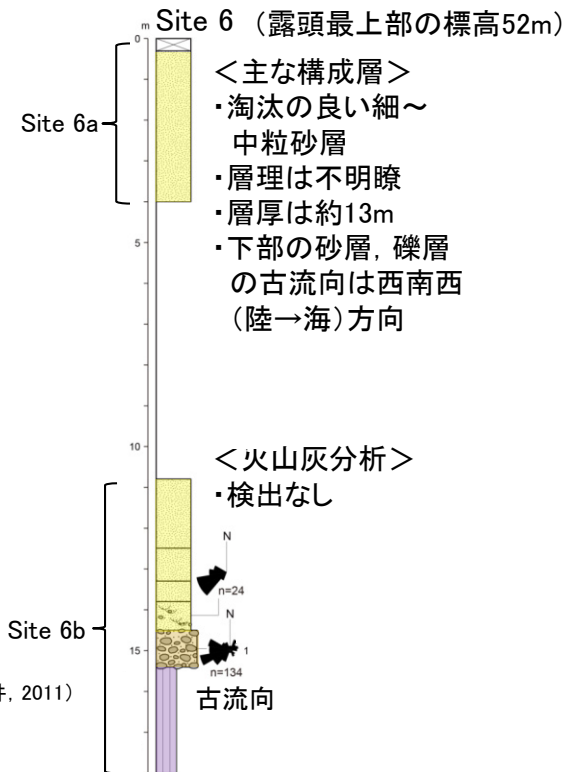 m
Site 6 (露頭最上部の標高52m)
0
<主な構成層>
Site 6a
・淘汰の良い細～
中粒砂層
・層理は不明瞭
・層厚は約13m
5
・下部の砂層, 礫層
の古流向は西南西
(陸→海)方向
10
<火山灰分析>
・検出なし
N
n=24
N
Site 6b
15
1
n=134
, 2011)
古流向